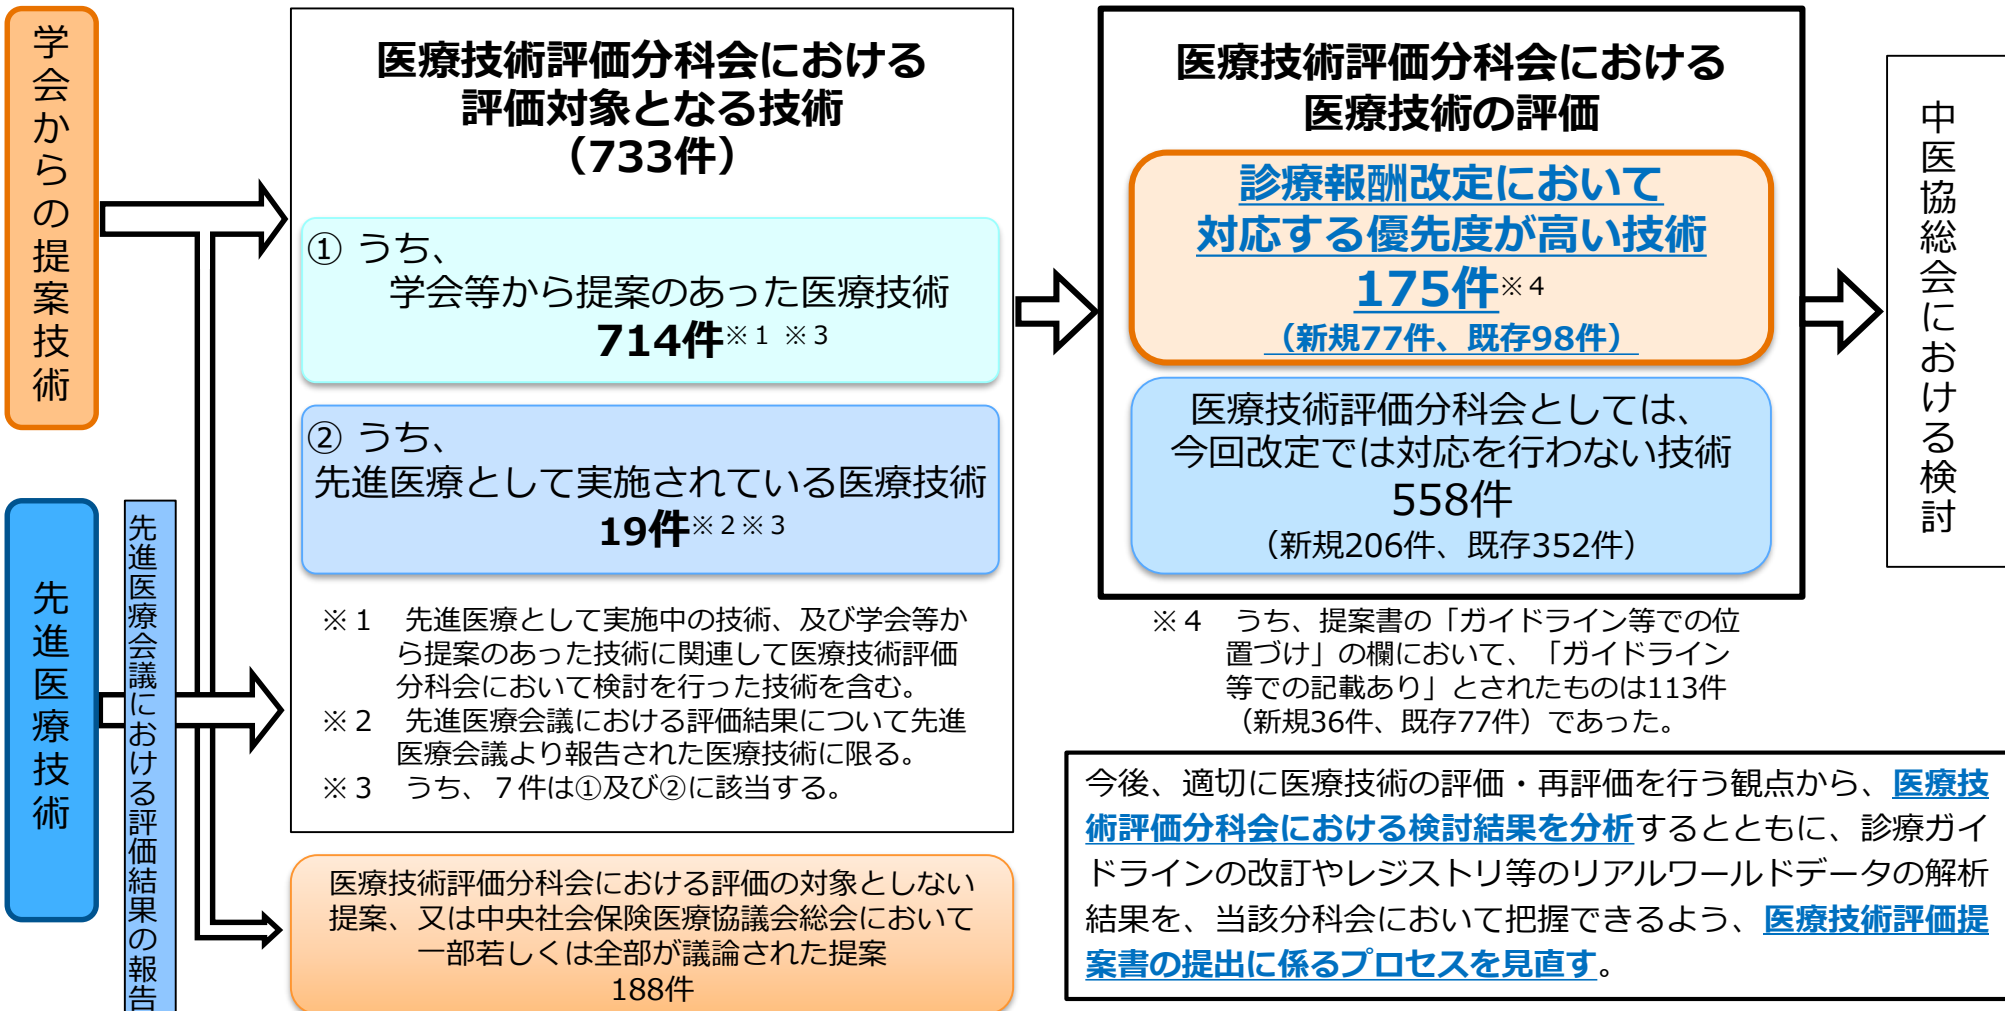 学会からの提案技術
先進医療技術
先進医療会議における評価結果の報告
医療技術評価分科会における
評価対象となる技術
（733件）
① うち、
学会等から提案のあった医療技術
714件※１ ※３
② うち、
先進医療として実施されている医療技術
19件※２※３
※１　先進医療として実施中の技術、及び学会等か
ら提案のあった技術に関連して医療技術評価
分科会において検討を行った技術を含む。
※２　先進医療会議における評価結果について先進
医療会議より報告された医療技術に限る。
※３　うち、７件は①及び②に該当する。
医療技術評価分科会における評価の対象としない
提案、又は中央社会保険医療協議会総会において
一部若しくは全部が議論された提案
188件
医療技術評価分科会における
医療技術の評価
診療報酬改定において
対応する優先度が高い技術
175件※４
（新規77件、既存98件）
医療技術評価分科会としては、
今回改定では対応を行わない技術
558件
（新規206件、既存352件）
※４　うち、提案書の「ガイドライン等での位
置づけ」の欄において、「ガイドライン
等での記載あり」とされたものは113件
（新規36件、既存77件）であった。
中医協総会における検討
今後、適切に医療技術の評価・再評価を行う観点から、医療技
術評価分科会における検討結果を分析するとともに、診療ガイ
ドラインの改訂やレジストリ等のリアルワールドデータの解析
結果を、当該分科会において把握できるよう、医療技術評価提
案書の提出に係るプロセスを見直す。